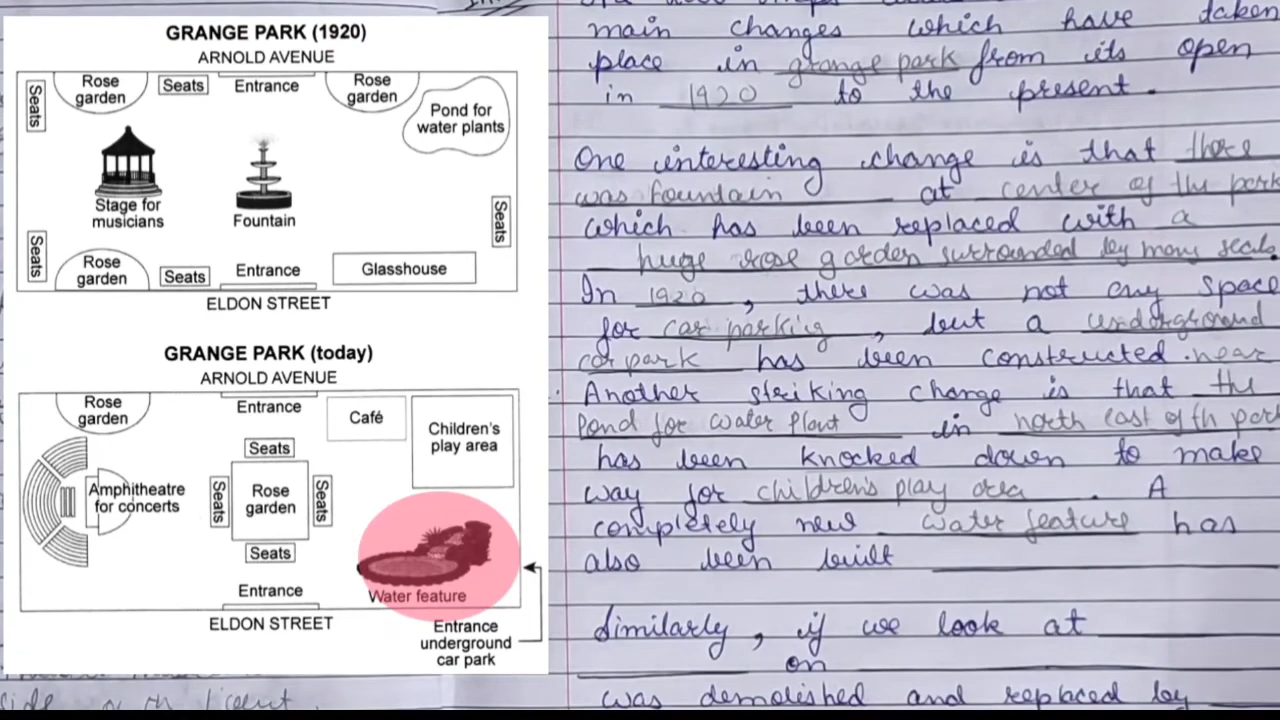 GRANGE PARK (1920)
ARNOLD AVENUE
Rose garden
Seats
Entrance
Rose garden
Seats
Pond for water plants
Stage for musicians
Fountain
Seats
Seats
Rose garden
Seats
Entrance
Glasshouse
ELDON STREET
GRANGE PARK (today)
ARNOLD AVENUE
Rose garden
Entrance
Café
Children's play area
Seats
Amphitheatre for concerts
Seats
Rose garden
Seats
Seats
Water feature
Entrance
ELDON STREET
Entrance underground car park
main changes which have taken
place in grange park from its open
in 1920 to the present.
One interesting change is that there
was fountain at center of the park
which has been replaced with a
huge rose garden surrounded by many seats.
In 1920, there was not any space
for car parking, but a underground
car park has been constructed. near
Another striking change is that the
Pond for water plant in north east of th park
has been knocked down to make
way for children's play area. A
completely new water feature has
also been built
Similarly, if we look at
on
was demolished and replaced by